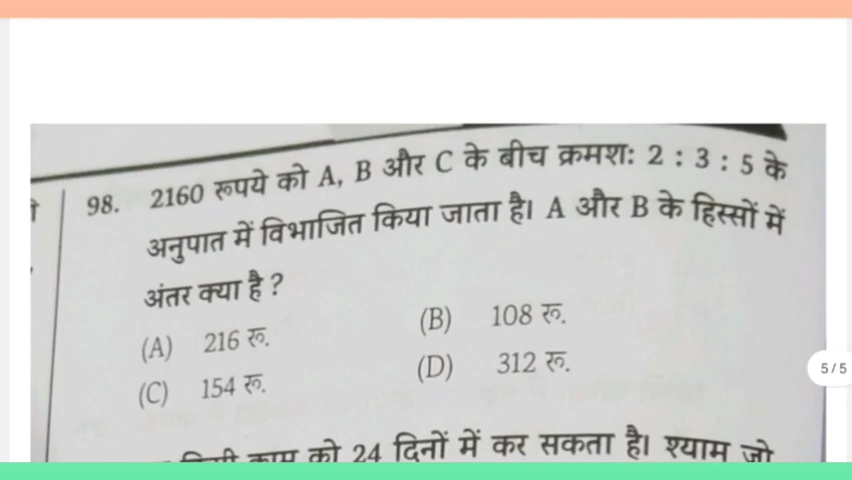 98. 2160 रूपये को A, B और C के बीच क्रमश: 2 : 3 : 5 के
अनुपात में विभाजित किया जाता है। A और B के हिस्सों में
अंतर क्या है ?
(A) 216 रू. (B) 108 रू.
(C) 154 रू. (D) 312 रू.
5/5
काम को 24 दिनों में कर सकता है। श्याम जो